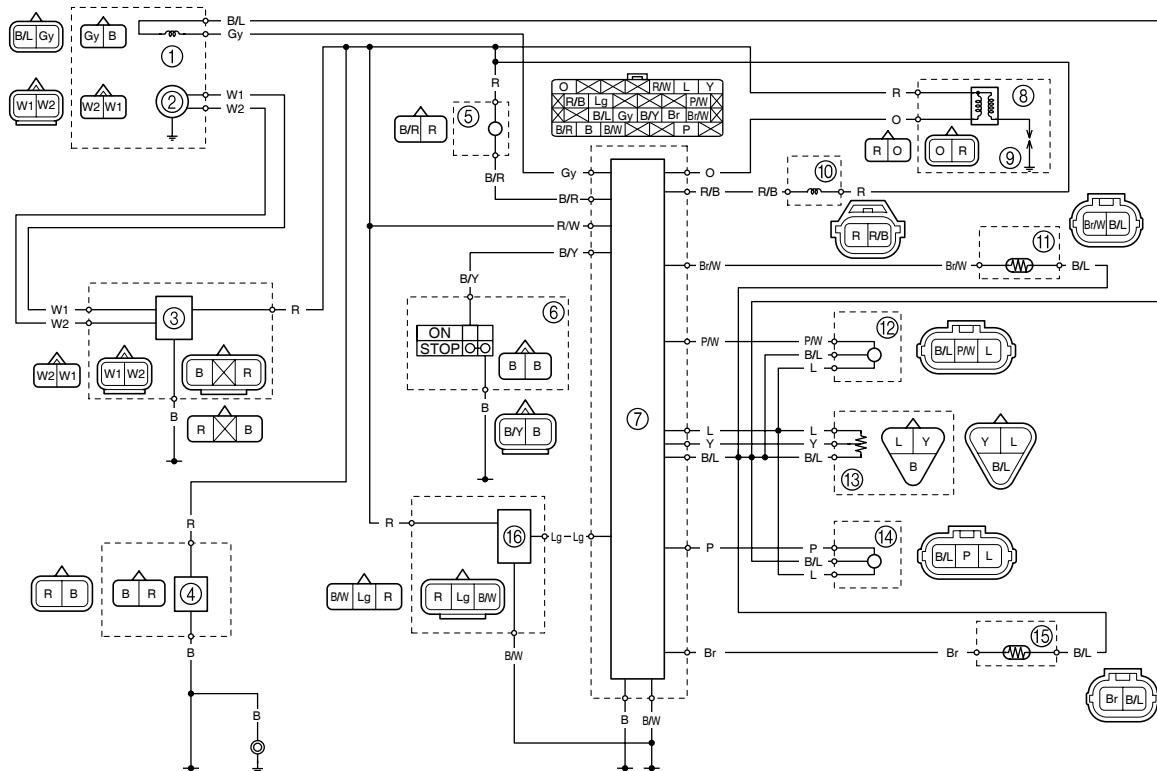 B/L
Gy
B/L Gy
Gy B
1
W1 W2
W2 W1
2
W1
W2
R
B/R R
5
B/R
O R/W L Y
R/B Lg P/W
B/L Gy B/Y Br Br/W
B/R B B/W P
R
O
8
R O
O R
9
Gy
B/R
R/W
B/Y
O
R/B
R/B
10
R
R R/B
Br/W B/L
11
Br/W
Br/W
B/L
B/Y
6
ON
STOP
B B
B
B/Y B
7
W1
W2
3
R
W2 W1
W1 W2
B R
B
R B
P/W
P/W
B/L
L
12
B/L P/W L
L
Y
B/L
L
Y
B/L
13
L Y
B
Y L
B/L
R
16
Lg
Lg
B/W Lg R
R Lg B/W
B/W
P
P
B/L
L
14
B/L P L
R
R B
B R
4
B
B
Br
Br
15
B/L
Br B/L
B
B/W